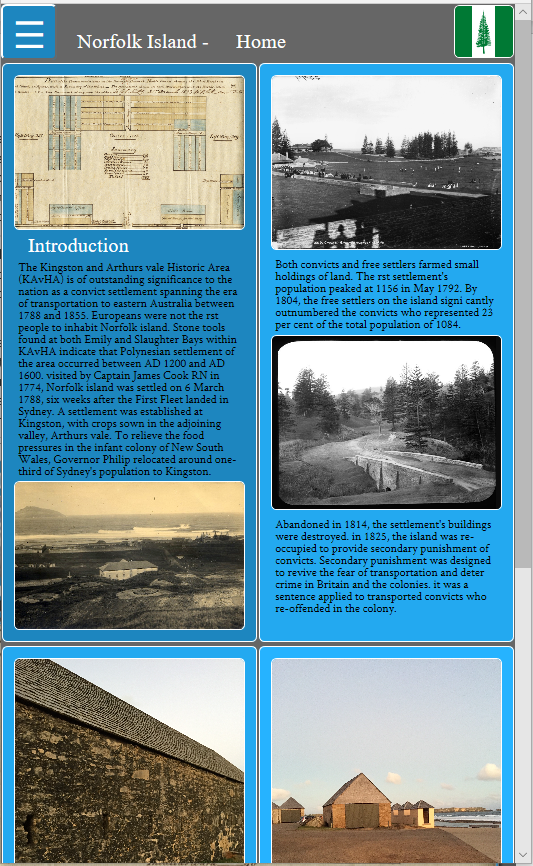 Norfolk Island - Home
Introduction
The Kingston and Arthurs vale Historic Area
(KAvHA) is of outstanding significance to the
nation as a convict settlement spanning the era
of transportation to eastern Australia between
1788 and 1855. Europeans were not the rst
people to inhabit Norfolk island. Stone tools
found at both Emily and Slaughter Bays within
KAvHA indicate that Polynesian settlement of
the area occurred between AD 1200 and AD
1600. visited by Captain James Cook RN in
1774, Norfolk island was settled on 6 March
1788, six weeks after the First Fleet landed in
Sydney. A settlement was established at
Kingston, with crops sown in the adjoining
valley, Arthurs vale. To relieve the food
pressures in the infant colony of New South
Wales, Governor Philip relocated around one-
third of Sydney's population to Kingston.
Both convicts and free settlers farmed small
holdings of land. The rst settlement's
population peaked at 1156 in May 1792. By
1804, the free settlers on the island signi cantly
outnumbered the convicts who represented 23
per cent of the total population of 1084.
Abandoned in 1814, the settlement's buildings
were destroyed. in 1825, the island was re-
occupied to provide secondary punishment of
convicts. Secondary punishment was designed
to revive the fear of transportation and deter
crime in Britain and the colonies. it was a
sentence applied to transported convicts who
re-offended in the colony.